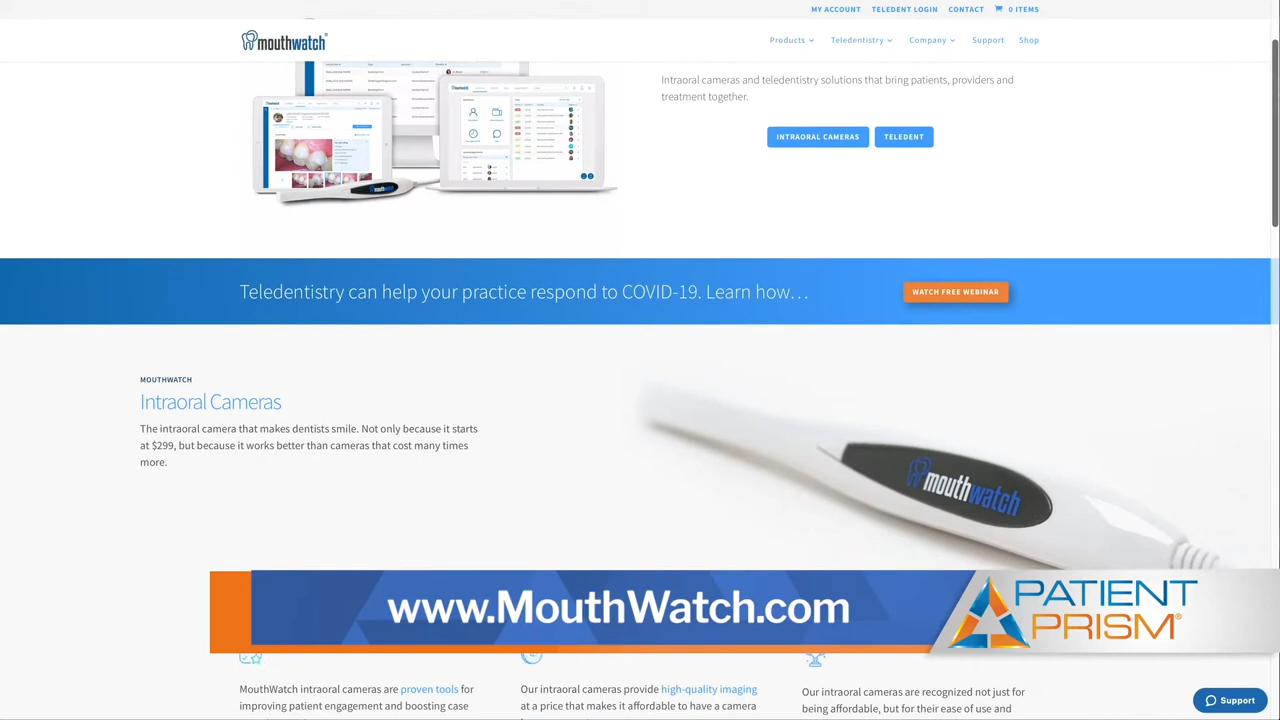 MY ACCOUNT
TELEDENT LOGIN
CONTACT
0 ITEMS
mouthwatch
Products
Teledentistry
Company
Support
Shop
Intraoral cameras and teledentistry solutions that bring patients, providers and
treatment together
INTRAORAL CAMERAS
TELEDENT
mouthwatch
Teledentistry can help your practice respond to COVID-19. Learn how...
WATCH FREE WEBINAR
MOUTHWATCH
Intraoral Cameras
The intraoral camera that makes dentists smile. Not only because it starts
at $299, but because it works better than cameras that cost many times
more.
mouthwatch
www.MouthWatch.com
PATIENT
PRISM®
MouthWatch intraoral cameras are proven tools for
improving patient engagement and boosting case
Our intraoral cameras provide high-quality imaging
at a price that makes it affordable to have a camera
Our intraoral cameras are recognized not just for
being affordable, but for their ease of use and
Support